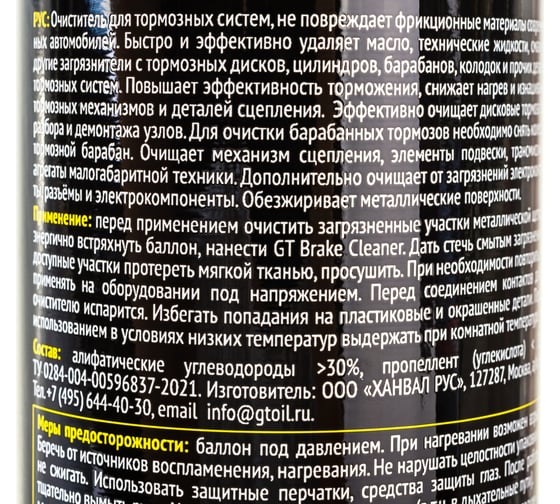 РУС: Очиститель для тормозных систем, не повреждает фрикционные материалы
автомобилей. Быстро и эффективно удаляет масло, технические жидкости,
другие загрязнители с тормозных дисков, цилиндров, барабанов, колодок и прочих
тормозных систем. Повышает эффективность торможения, снижает нагрев и
тормозных механизмов и деталей сцепления. Эффективно очищает дисковые
разбора и демонтажа узлов. Для очистки барабанных тормозов необходимо снять
тормозной барабан. Очищает механизм сцепления, элементы подвески,
агрегаты малогабаритной техники. Дополнительно очищает от загрязнений
разъёмы и электрокомпоненты. Обезжиривает металлические поверхности.
Применение: перед применением очистить загрязненные участки металлической
энергично встряхнуть баллон, нанести GT Brake Cleaner. Дать стечь смытым
доступные участки протереть мягкой тканью, просушить. При необходимости
применять на оборудовании под напряжением. Перед соединением контактов
очистителю испарится. Избегать попадания на пластиковые и окрашенные детали.
использованием в условиях низких температур выдержать при комнатной
Состав: алифатические углеводороды >30%, пропеллент (углекислота) <
ТУ 0284-004-00596837-2021. Изготовитель: ООО «ХАНВАЛ РУС», 127287, Москва,
Тел.+7 (495) 644-40-30, email info@gtoil.ru.
Меры предосторожности: баллон под давлением. При нагревании возможен
Беречь от источников воспламенения, нагревания. Не нарушать целостность
не сжигать. Использовать защитные перчатки, средства защиты глаз. После
тщательно вымыть